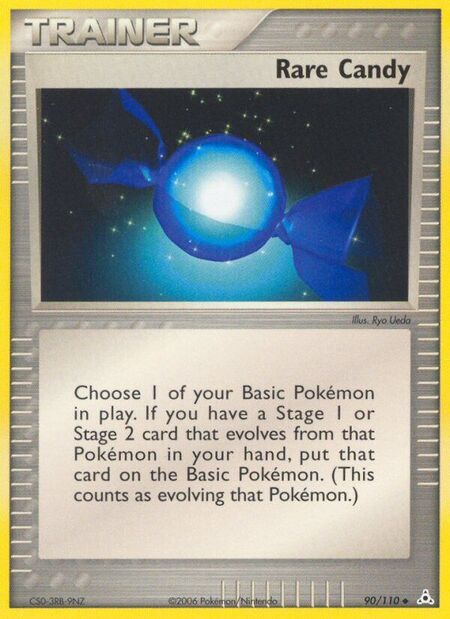 TRAINER
Rare Candy
Illus. Ryo Ueda
Choose 1 of your Basic Pokémon
in play. If you have a Stage 1 or
Stage 2 card that evolves from that
Pokémon in your hand, put that
card on the Basic Pokémon. (This
counts as evolving that Pokémon.)
CS0-3RB-9NZ
©2006 Pokémon/Nintendo
90/110 ◆